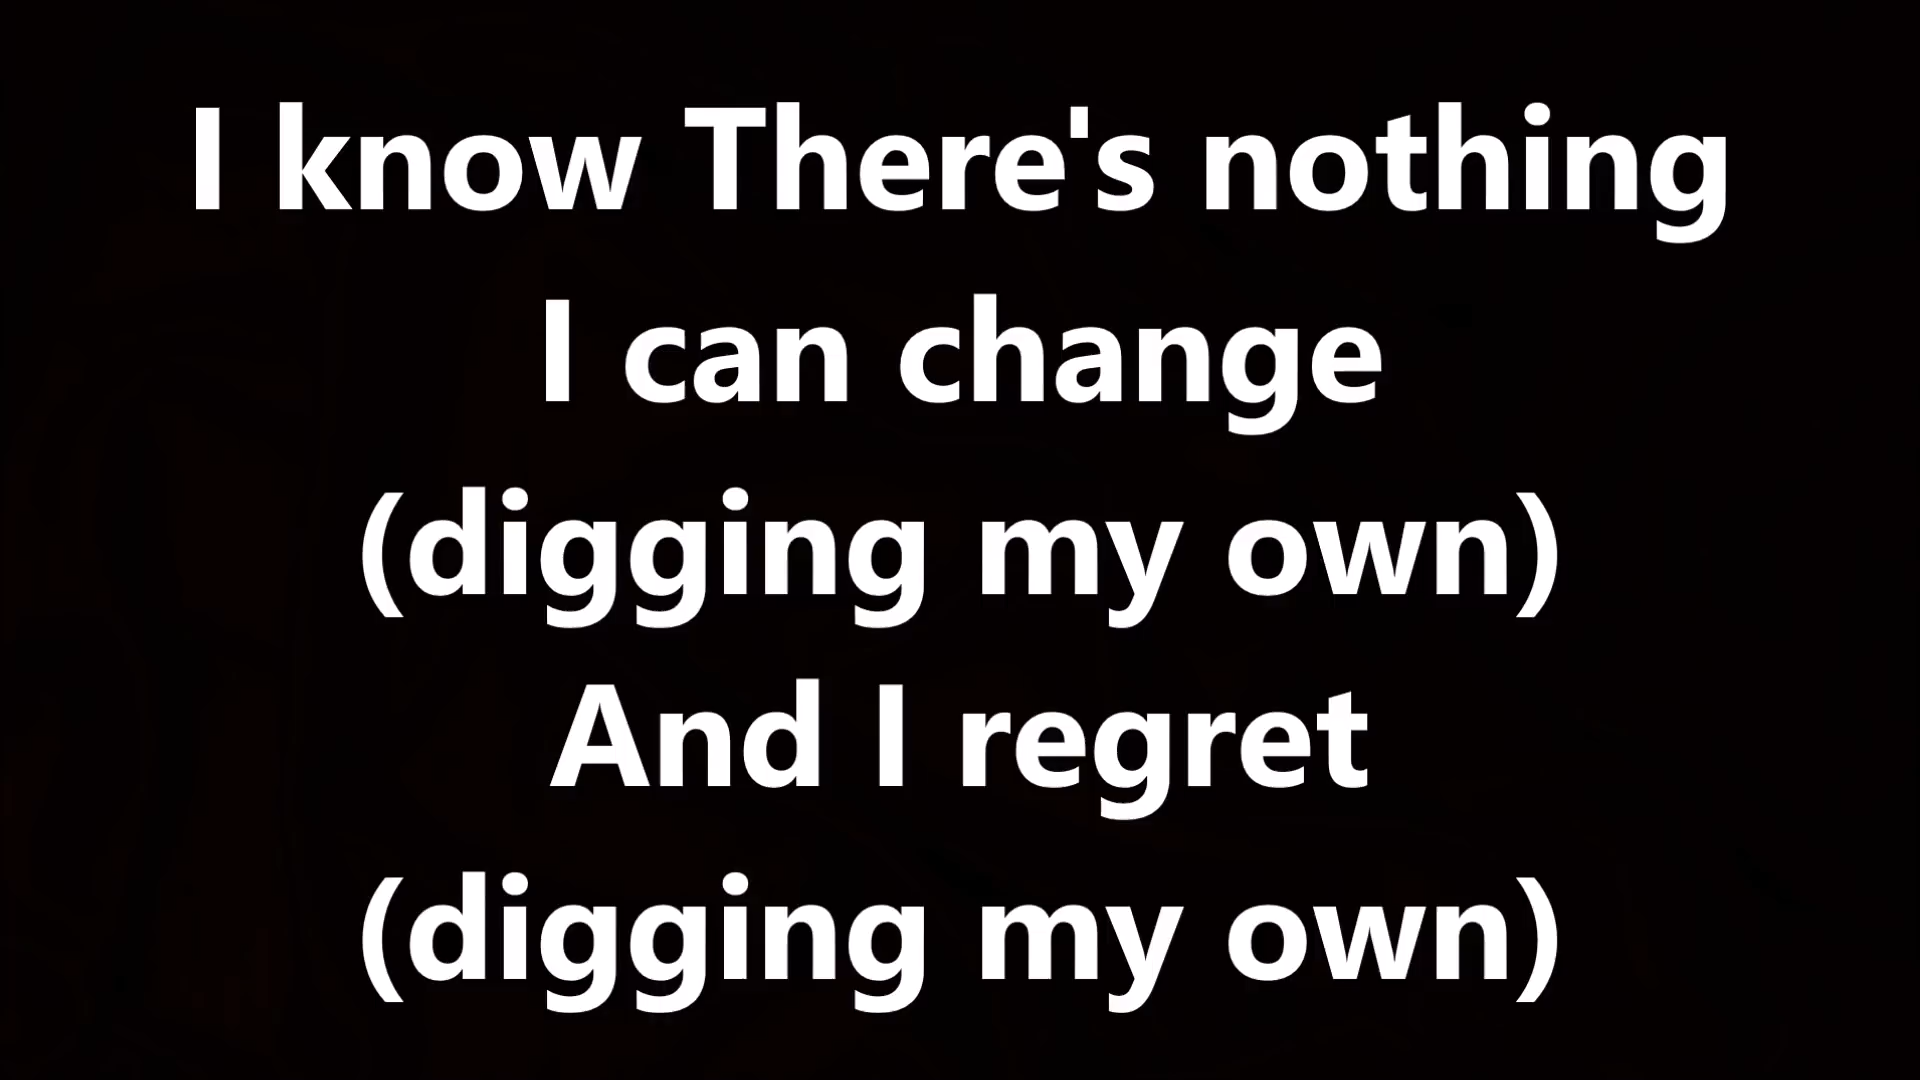 I know There's nothing
I can change
(digging my own)
And I regret
(digging my own)